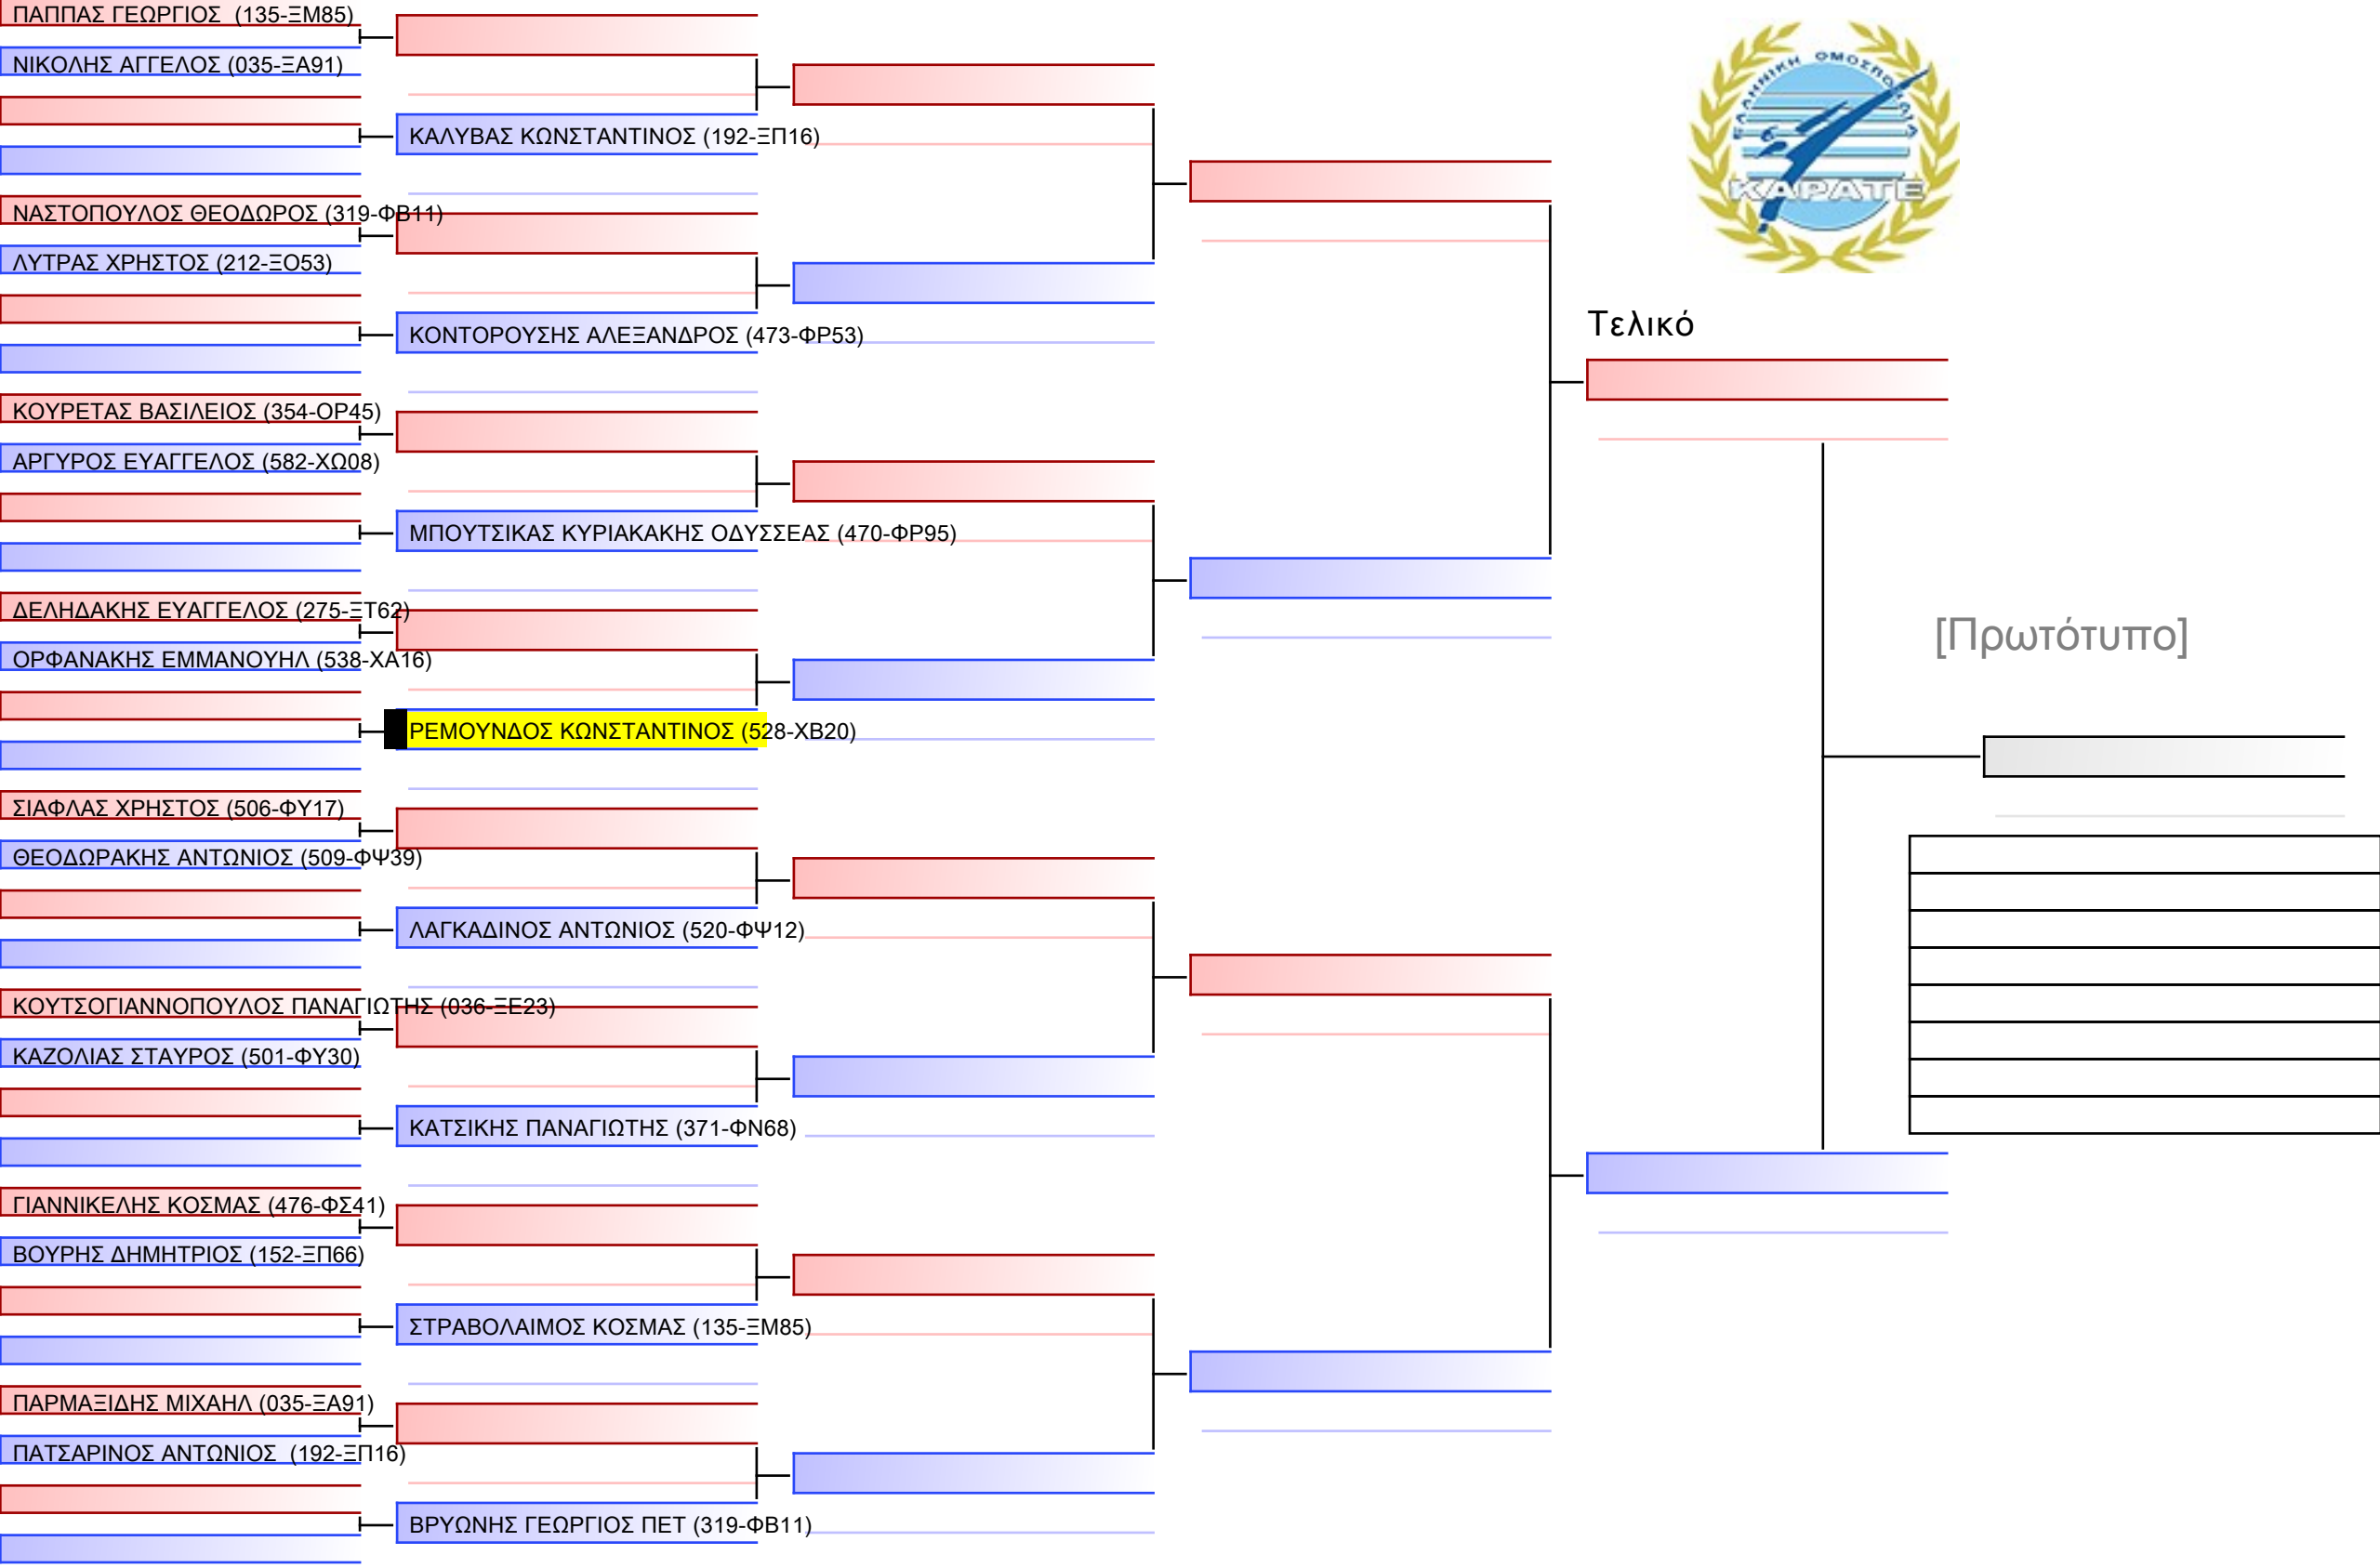 ΠΑΠΠΑΣ ΓΕΩΡΓΙΟΣ (135-ΞΜ85)
ΝΙΚΟΛΗΣ ΑΓΓΕΛΟΣ (035-ΞΑ91)
ΚΑΛΥΒΑΣ ΚΩΝΣΤΑΝΤΙΝΟΣ (192-ΞΠ16)
ΕΛΛΗΝΙΚΗ ΟΜΟΣΠΟΝΔΙΑ
ΚΑΡΑΤΕ
ΝΑΣΤΟΠΟΥΛΟΣ ΘΕΟΔΩΡΟΣ (319-ΦΒ11)
ΛΥΤΡΑΣ ΧΡΗΣΤΟΣ (212-ΞΟ53)
ΚΟΝΤΟΡΟΥΣΗΣ ΑΛΕΞΑΝΔΡΟΣ (473-ΦΡ53)
Τελικό
ΚΟΥΡΕΤΑΣ ΒΑΣΙΛΕΙΟΣ (354-ΟΡ45)
ΑΡΓΥΡΟΣ ΕΥΑΓΓΕΛΟΣ (582-ΧΩ08)
ΜΠΟΥΤΣΙΚΑΣ ΚΥΡΙΑΚΑΚΗΣ ΟΔΥΣΣΕΑΣ (470-ΦΡ95)
ΔΕΛΗΔΑΚΗΣ ΕΥΑΓΓΕΛΟΣ (275-ΞΤ62)
ΟΡΦΑΝΑΚΗΣ ΕΜΜΑΝΟΥΗΛ (538-ΧΑ16)
[Πρωτότυπο]
ΡΕΜΟΥΝΔΟΣ ΚΩΝΣΤΑΝΤΙΝΟΣ (528-ΧΒ20)
ΣΙΑΦΛΑΣ ΧΡΗΣΤΟΣ (506-ΦΥ17)
ΘΕΟΔΩΡΑΚΗΣ ΑΝΤΩΝΙΟΣ (509-ΦΨ39)
ΛΑΓΚΑΔΙΝΟΣ ΑΝΤΩΝΙΟΣ (520-ΦΨ12)
ΚΟΥΤΣΟΓΙΑΝΝΟΠΟΥΛΟΣ ΠΑΝΑΓΙΩΤΗΣ (036-ΞΕ23)
ΚΑΖΟΛΙΑΣ ΣΤΑΥΡΟΣ (501-ΦΥ30)
ΚΑΤΣΙΚΗΣ ΠΑΝΑΓΙΩΤΗΣ (371-ΦΝ68)
ΓΙΑΝΝΙΚΕΛΗΣ ΚΟΣΜΑΣ (476-ΦΣ41)
ΒΟΥΡΗΣ ΔΗΜΗΤΡΙΟΣ (152-ΞΠ66)
ΣΤΡΑΒΟΛΑΙΜΟΣ ΚΟΣΜΑΣ (135-ΞΜ85)
ΠΑΡΜΑΞΙΔΗΣ ΜΙΧΑΗΛ (035-ΞΑ91)
ΠΑΤΣΑΡΙΝΟΣ ΑΝΤΩΝΙΟΣ (192-ΞΠ16)
ΒΡΥΩΝΗΣ ΓΕΩΡΓΙΟΣ ΠΕΤ (319-ΦΒ11)